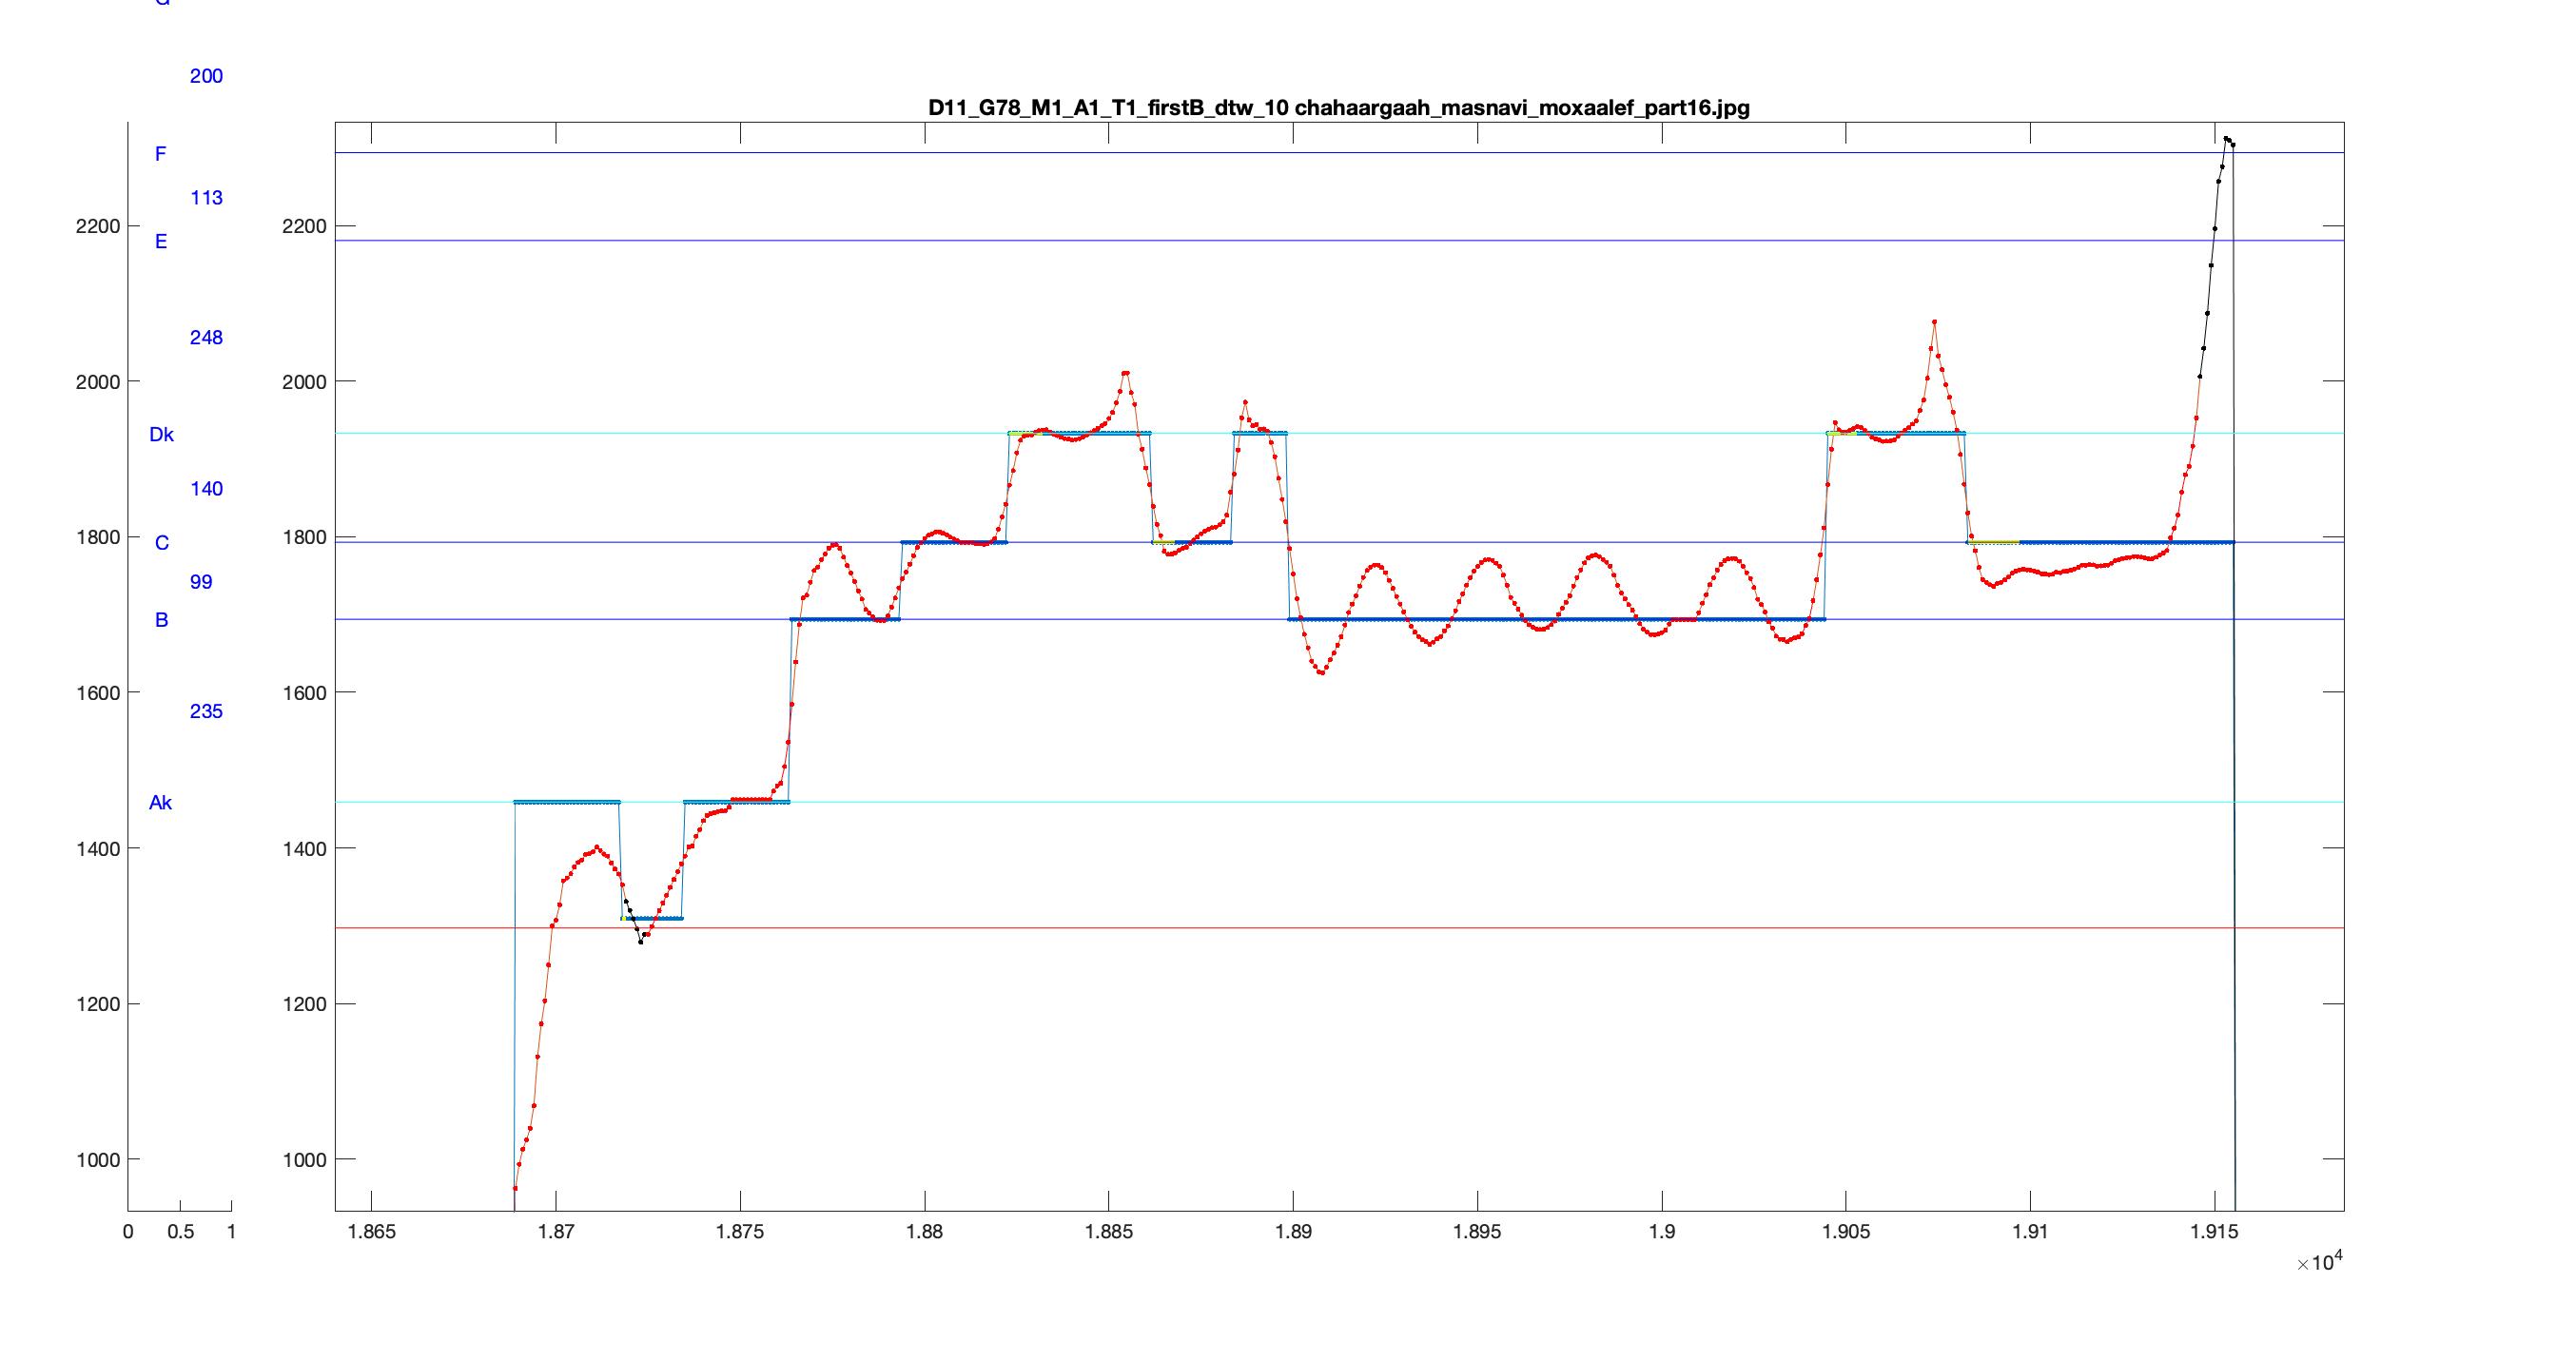 200
D11_G78_M1_A1_T1_firstB_dtw_10 chahaargaah_masnavi_moxaalef_part16.jpg
F
113
2200 E 2200
248
2000 2000
Dk
140
1800 C 1800
99
B
1600 1600
235
Ak
1400 1400
1200 1200
1000 1000
0 0.5 1 1.865 1.87 1.875 1.88 1.885 1.89 1.895 1.9 1.905 1.91 1.915
×10⁴